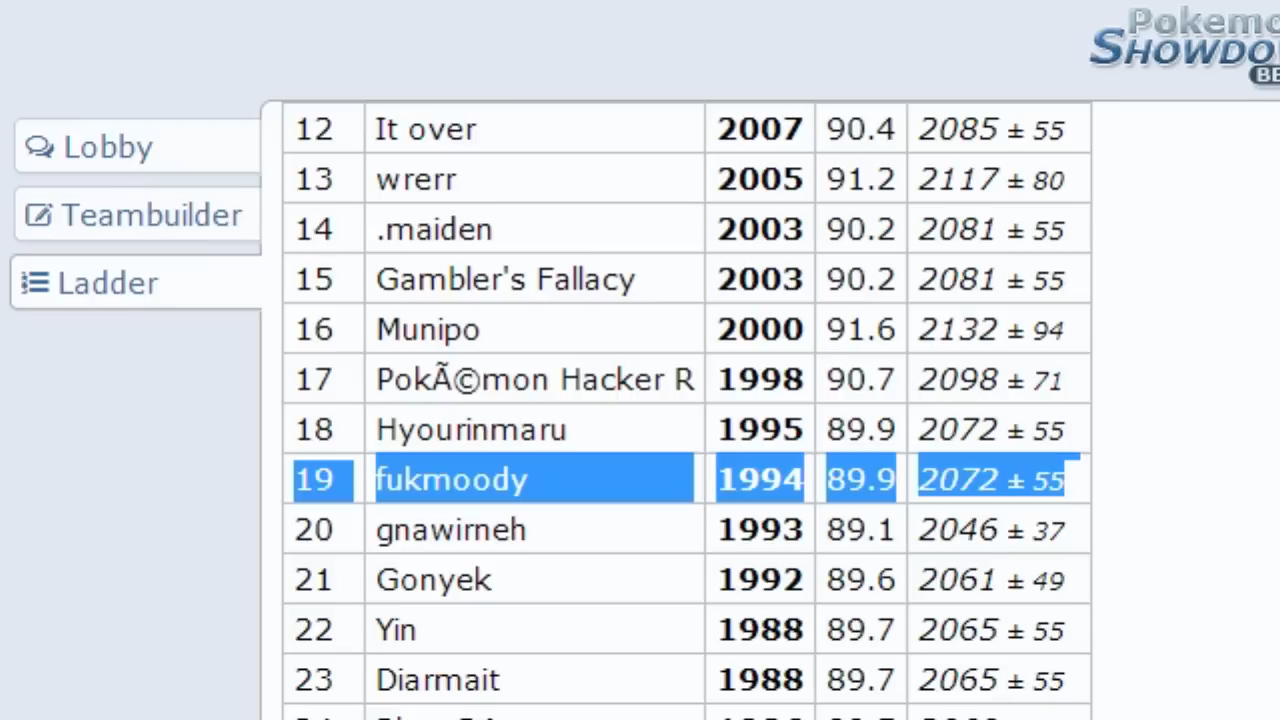 Pokemo
SHOWDO
BE
Lobby
Teambuilder
Ladder
12 It over 2007 90.4 2085 ± 55
13 wrerr 2005 91.2 2117 ± 80
14 .maiden 2003 90.2 2081 ± 55
15 Gambler's Fallacy 2003 90.2 2081 ± 55
16 Munipo 2000 91.6 2132 ± 94
17 PokÃ©mon Hacker R 1998 90.7 2098 ± 71
18 Hyourinmaru 1995 89.9 2072 ± 55
19 fukmoody 1994 89.9 2072 ± 55
20 gnawirneh 1993 89.1 2046 ± 37
21 Gonyek 1992 89.6 2061 ± 49
22 Yin 1988 89.7 2065 ± 55
23 Diarmait 1988 89.7 2065 ± 55